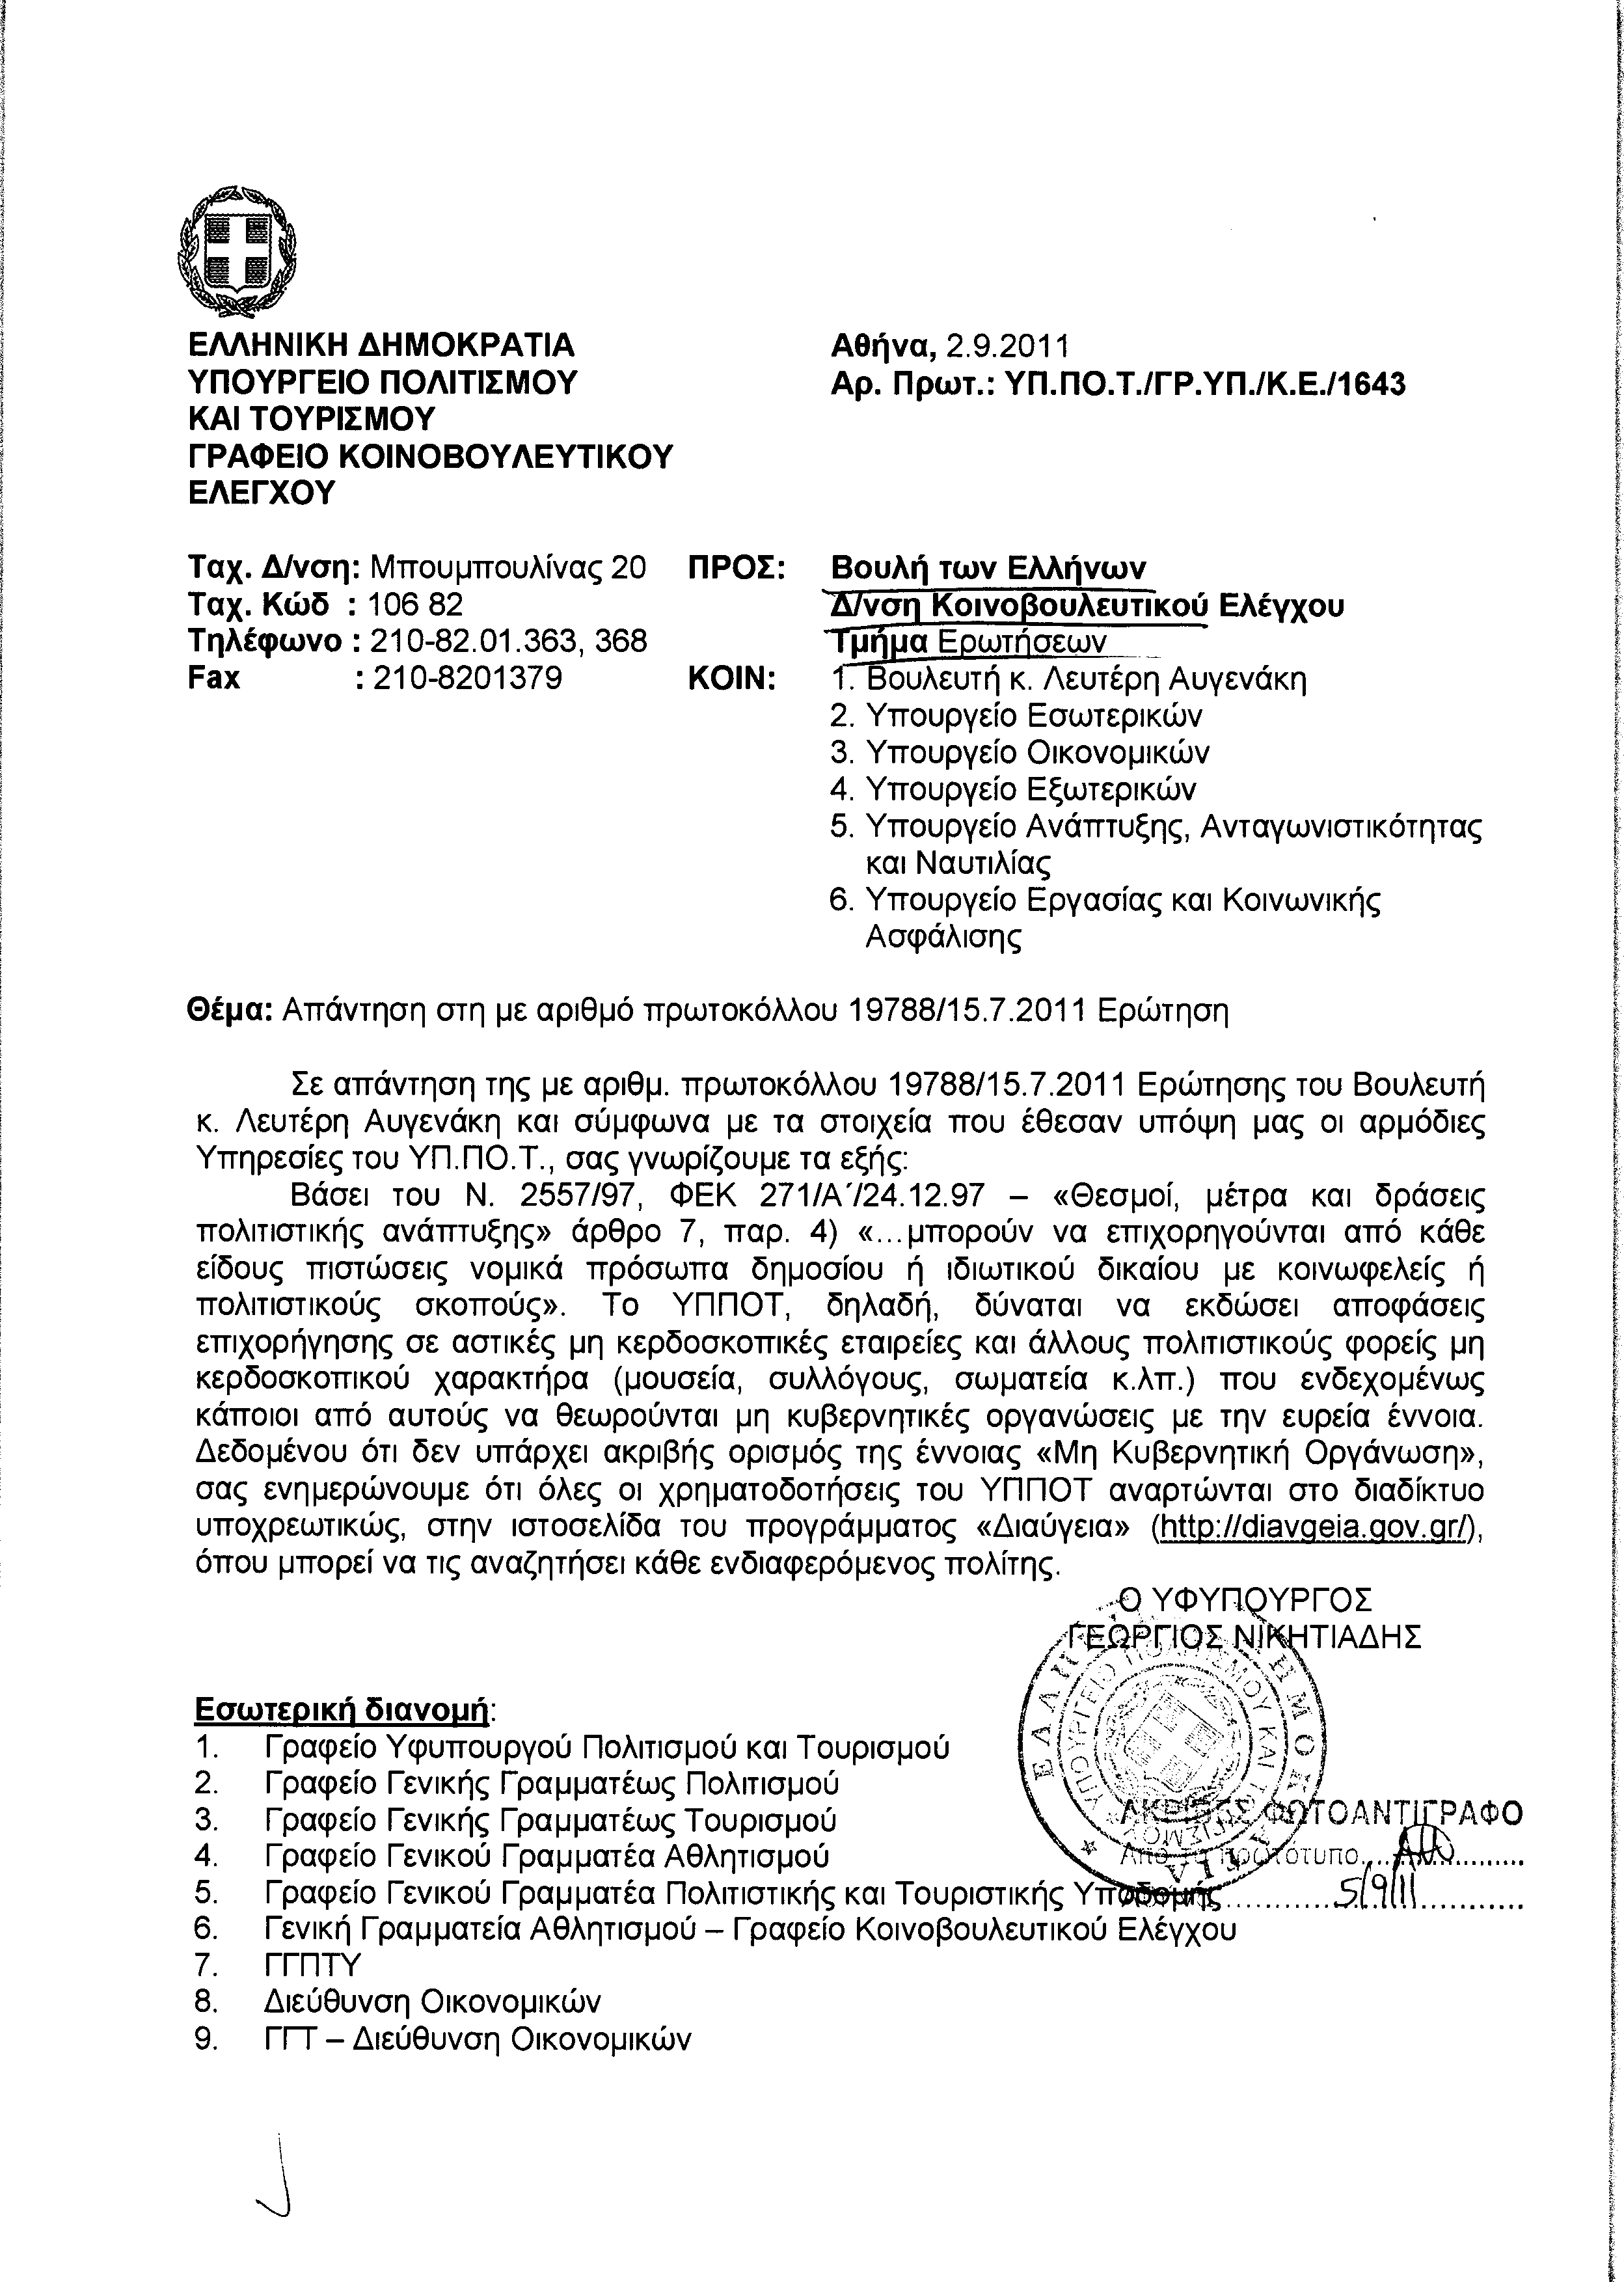 ΕΛΛΗΝΙΚΗ ΔΗΜΟΚΡΑΤΙΑ
ΥΠΟΥΡΓΕΙΟ ΠΟΛΙΤΙΣΜΟΥ
ΚΑΙ ΤΟΥΡΙΣΜΟΥ
ΓΡΑΦΕΙΟ ΚΟΙΝΟΒΟΥΛΕΥΤΙΚΟΥ
ΕΛΕΓΧΟΥ
Αθήνα, 2.9.2011
Αρ. Πρωτ.: ΥΠ.ΠΟ.Τ./ΓΡ.ΥΠ./Κ.Ε./1643
Ταχ. Δ/νση: Μπουμπουλίνας 20
Ταχ. Κώδ : 106 82
Τηλέφωνο : 210-82.01.363, 368
Fax : 210-8201379
ΠΡΟΣ: Βουλή των Ελλήνων
Δ/νση Κοινοβουλευτικού Ελέγχου
Τμήμα Ερωτήσεων
ΚΟΙΝ: 1. Βουλευτή κ. Λευτέρη Αυγενάκη
2. Υπουργείο Εσωτερικών
3. Υπουργείο Οικονομικών
4. Υπουργείο Εξωτερικών
5. Υπουργείο Ανάπτυξης, Ανταγωνιστικότητας
και Ναυτιλίας
6. Υπουργείο Εργασίας και Κοινωνικής
Ασφάλισης
Θέμα: Απάντηση στη με αριθμό πρωτοκόλλου 19788/15.7.2011 Ερώτηση
Σε απάντηση της με αριθμ. πρωτοκόλλου 19788/15.7.2011 Ερώτησης του Βουλευτή
κ. Λευτέρη Αυγενάκη και σύμφωνα με τα στοιχεία που έθεσαν υπόψη μας οι αρμόδιες
Υπηρεσίες του ΥΠ.ΠΟ.Τ., σας γνωρίζουμε τα εξής:
Βάσει του Ν. 2557/97, ΦΕΚ 271/Α΄/24.12.97 – «Θεσμοί, μέτρα και δράσεις
πολιτιστικής ανάπτυξης» άρθρο 7, παρ. 4) «...μπορούν να επιχορηγούνται από κάθε
είδους πιστώσεις νομικά πρόσωπα δημοσίου ή ιδιωτικού δικαίου με κοινωφελείς ή
πολιτιστικούς σκοπούς». Το ΥΠΠΟΤ, δηλαδή, δύναται να εκδώσει αποφάσεις
επιχορήγησης σε αστικές μη κερδοσκοπικές εταιρείες και άλλους πολιτιστικούς φορείς μη
κερδοσκοπικού χαρακτήρα (μουσεία, συλλόγους, σωματεία κ.λπ.) που ενδεχομένως
κάποιοι από αυτούς να θεωρούνται μη κυβερνητικές οργανώσεις με την ευρεία έννοια.
Δεδομένου ότι δεν υπάρχει ακριβής ορισμός της έννοιας «Μη Κυβερνητική Οργάνωση»,
σας ενημερώνουμε ότι όλες οι χρηματοδοτήσεις του ΥΠΠΟΤ αναρτώνται στο διαδίκτυο
υποχρεωτικώς, στην ιστοσελίδα του προγράμματος «Διαύγεια» (http://diavgeia.gov.gr/),
όπου μπορεί να τις αναζητήσει κάθε ενδιαφερόμενος πολίτης.
Ο ΥΦΥΠΟΥΡΓΟΣ
ΓΕΩΡΓΙΟΣ ΝΙΚΗΤΙΑΔΗΣ
ΕΛΛΗΝΙΚΗ ΔΗΜΟΚΡΑΤΙΑ
ΥΠΟΥΡΓΕΙΟ ΠΟΛΙΤΙΣΜΟΥ ΚΑΙ ΤΟΥΡΙΣΜΟΥ
ΑΚΡΙΒΕΣ ΦΩΤΟΑΝΤΙΓΡΑΦΟ
Από το πρωτότυπο
5/9/11
Εσωτερική διανομή:
1. Γραφείο Υφυπουργού Πολιτισμού και Τουρισμού
2. Γραφείο Γενικής Γραμματέως Πολιτισμού
3. Γραφείο Γενικής Γραμματέως Τουρισμού
4. Γραφείο Γενικού Γραμματέα Αθλητισμού
5. Γραφείο Γενικού Γραμματέα Πολιτιστικής και Τουριστικής Υποδομής
6. Γενική Γραμματεία Αθλητισμού – Γραφείο Κοινοβουλευτικού Ελέγχου
7. ΓΓΠΤΥ
8. Διεύθυνση Οικονομικών
9. ΓΓΤ – Διεύθυνση Οικονομικών